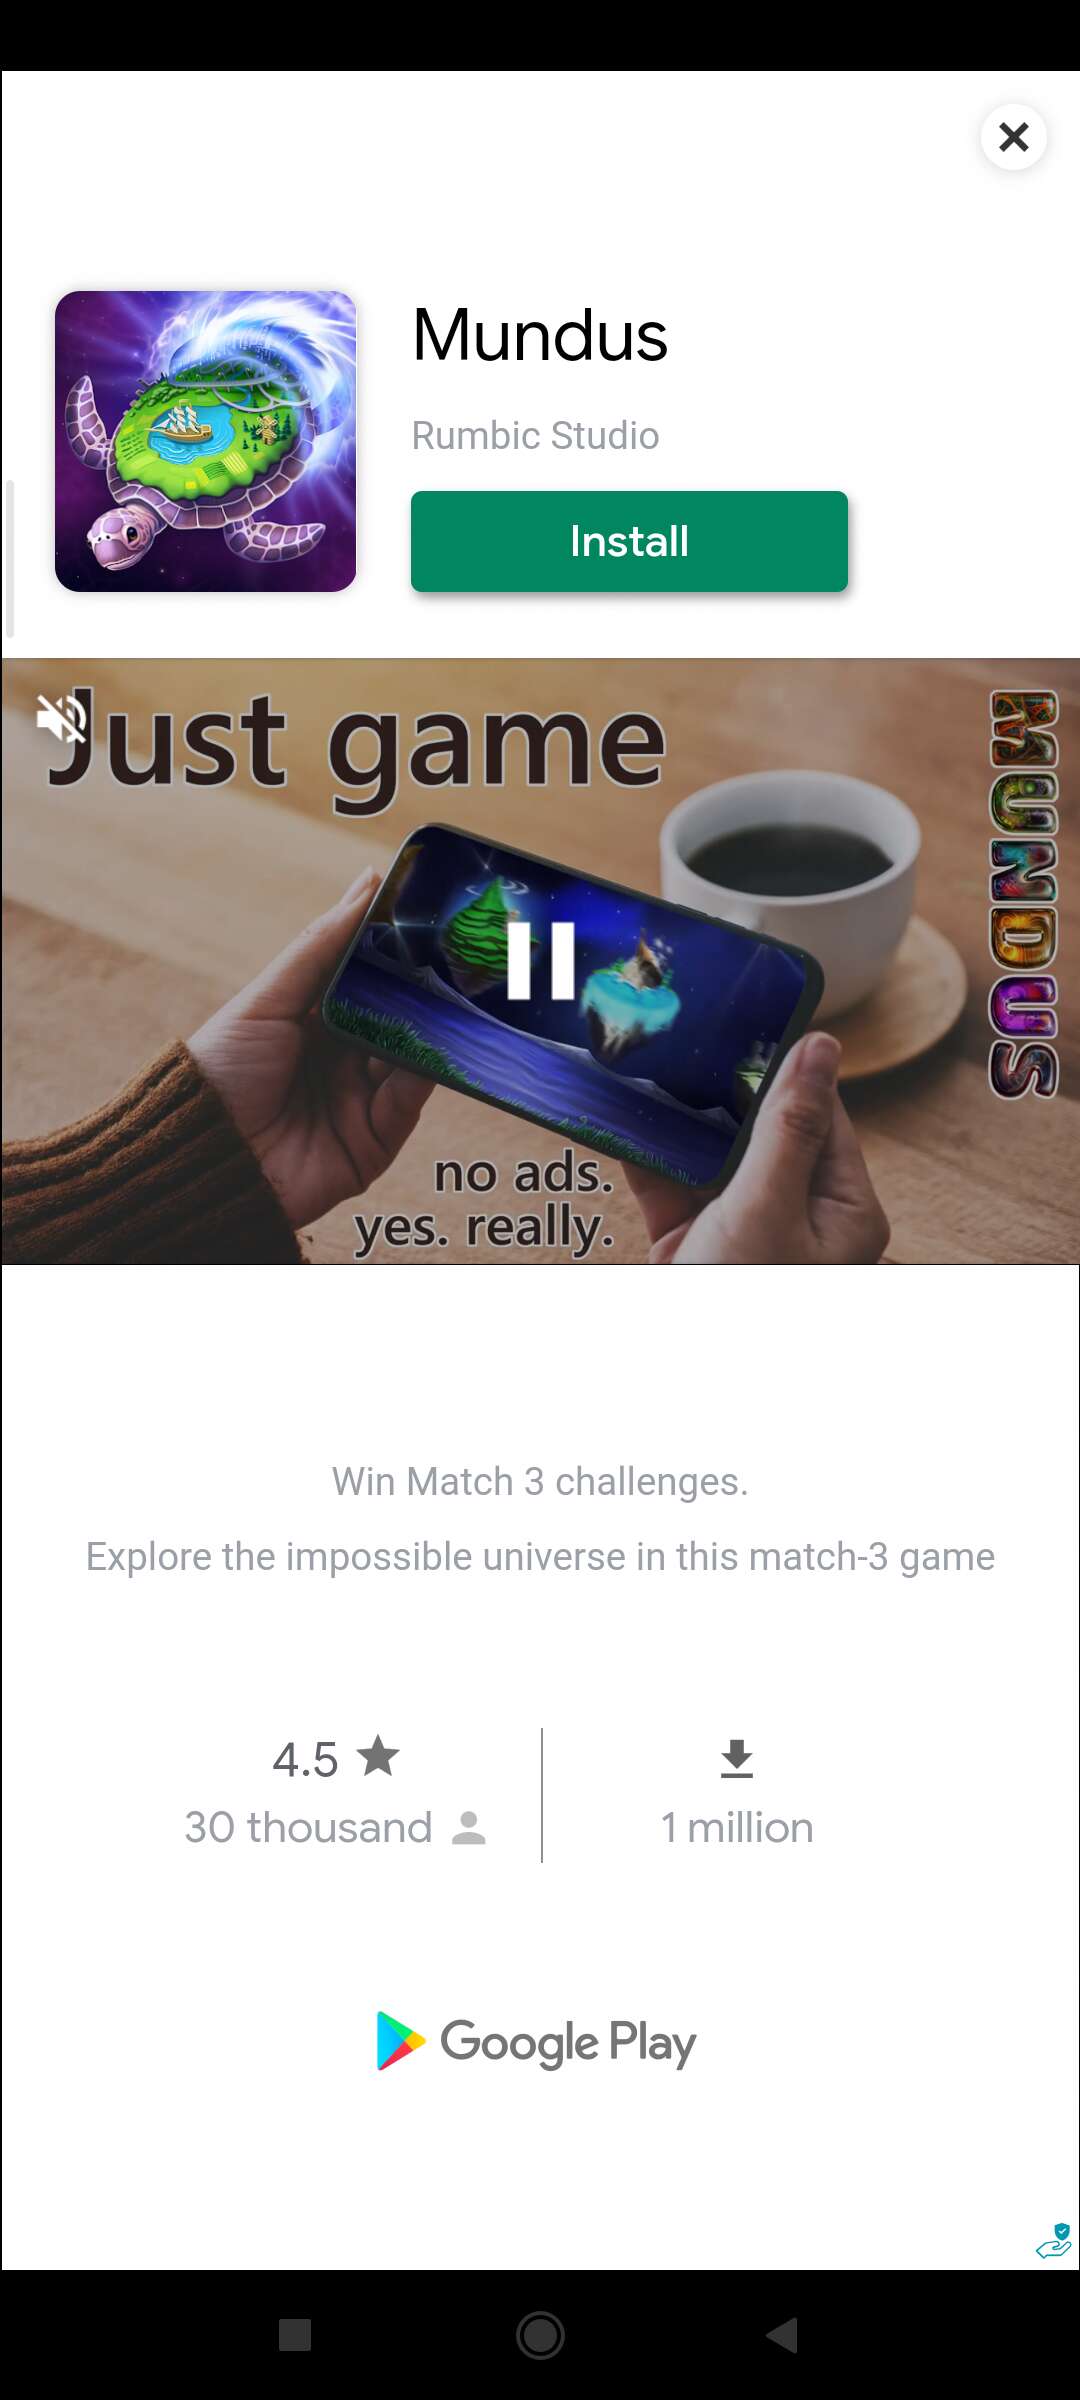 Mundus
Rumbic Studio
Install
Just game
MUNDUS
no ads.
yes. really.
Win Match 3 challenges.
Explore the impossible universe in this match-3 game
4.5
30 thousand
1 million
Google Play